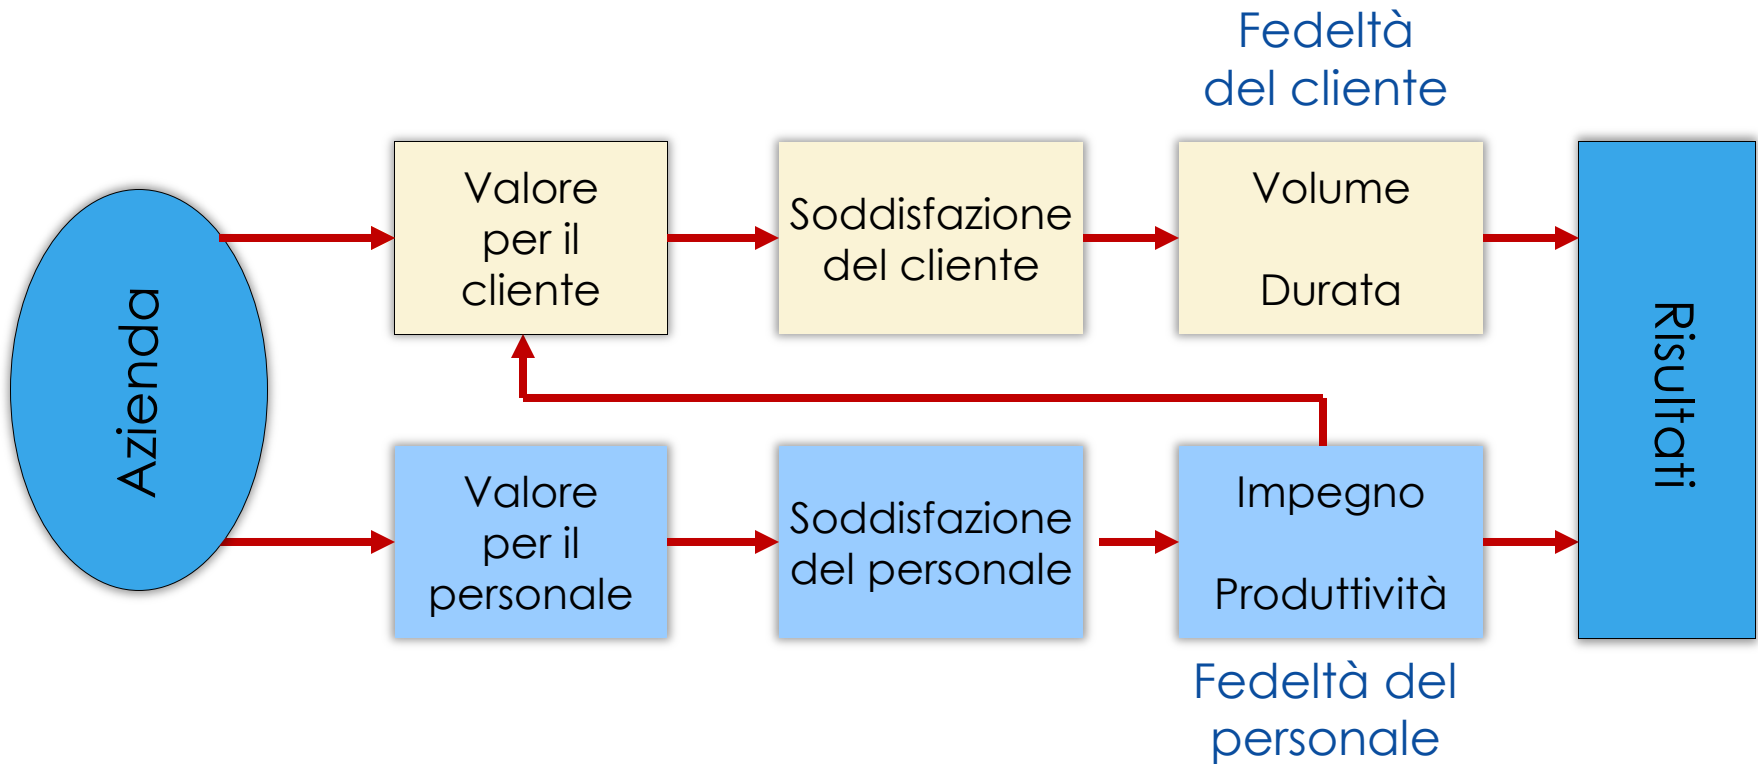 Fedeltà
del cliente
Azienda
Valore
per il
cliente
Soddisfazione
del cliente
Volume
Durata
Risultati
Valore
per il
personale
Soddisfazione
del personale
Impegno
Produttività
Fedeltà del
personale